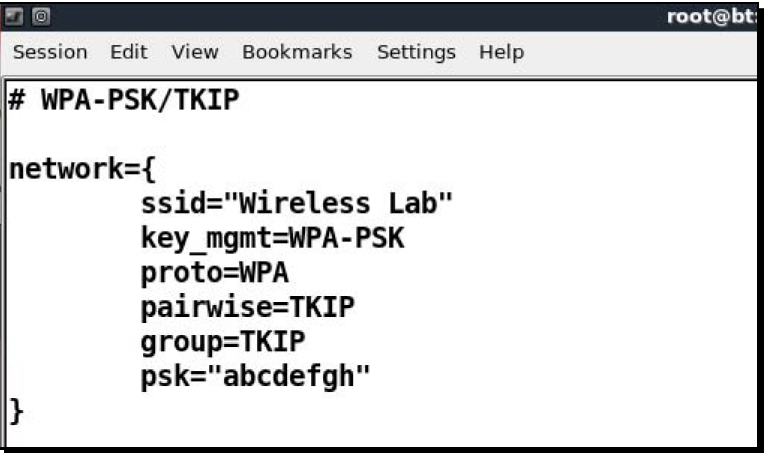 root@bt:
Session Edit View Bookmarks Settings Help
# WPA-PSK/TKIP
network={
ssid="Wireless Lab"
key_mgmt=WPA-PSK
proto=WPA
pairwise=TKIP
group=TKIP
psk="abcdefgh"
}